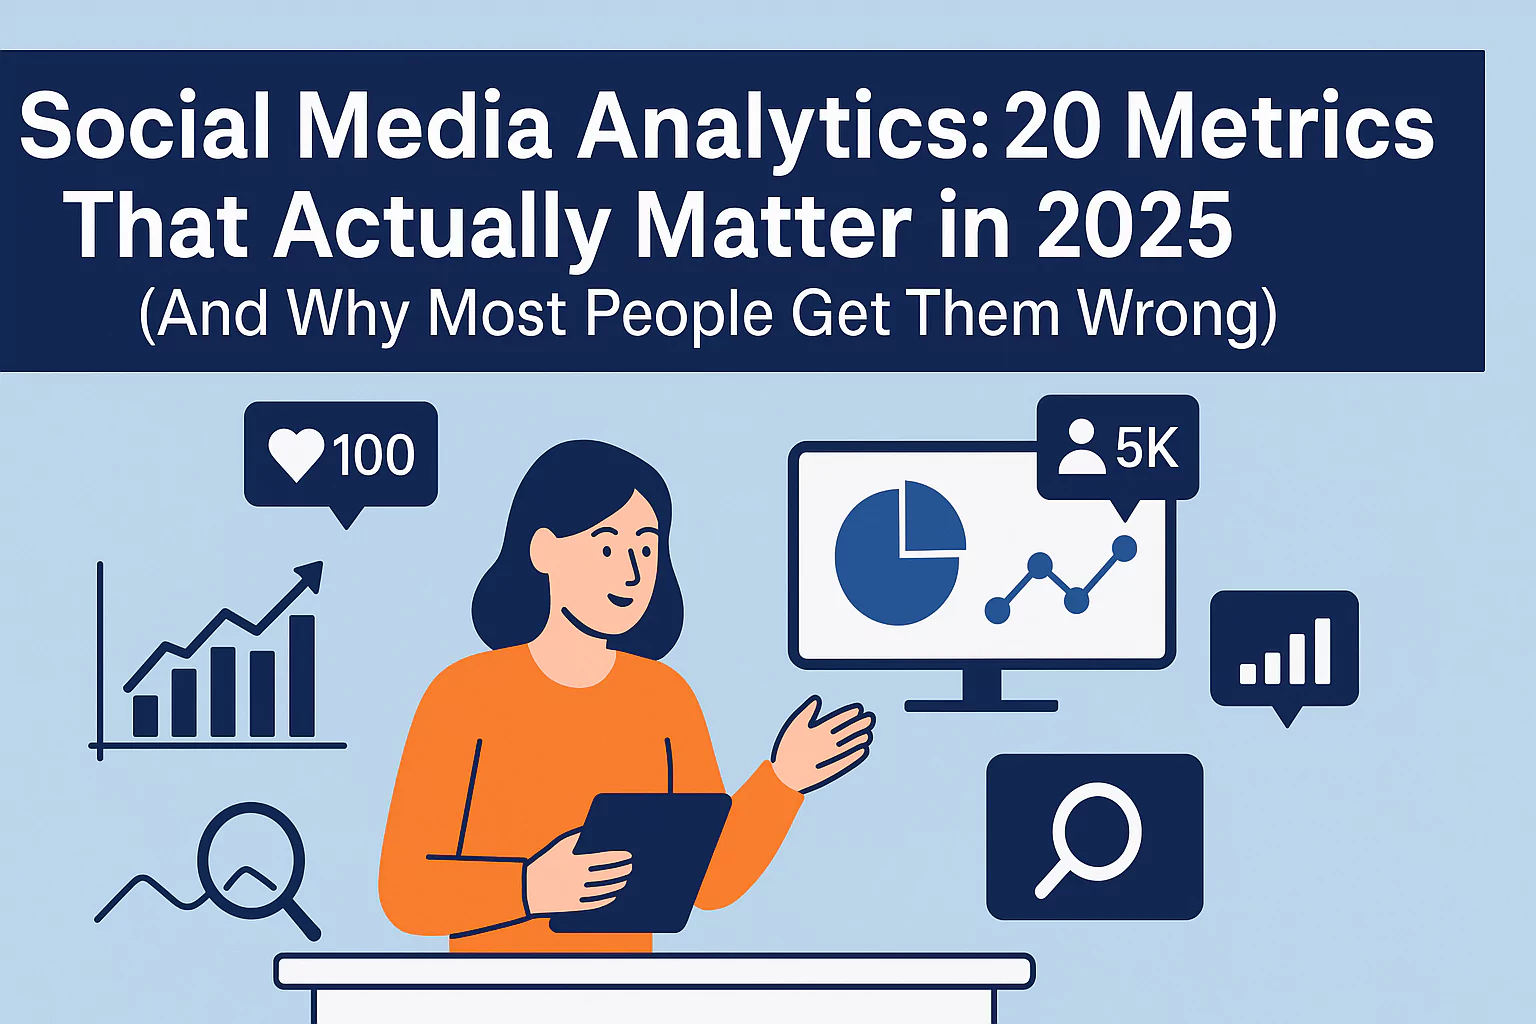 Social Media Analytics: 20 Metrics
That Actually Matter in 2025
(And Why Most People Get Them Wrong)
100
5K